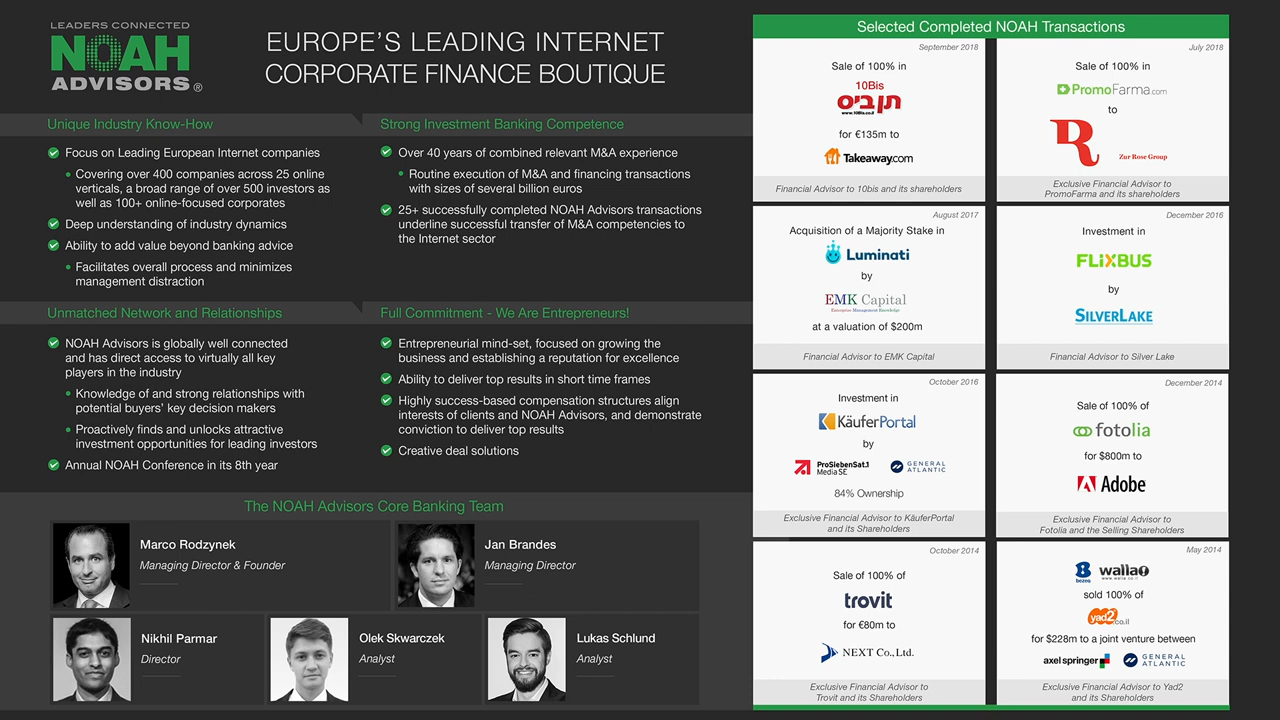 LEADERS CONNECTED
NOAH
ADVISORS®
EUROPE'S LEADING INTERNET
CORPORATE FINANCE BOUTIQUE
Unique Industry Know-How
Focus on Leading European Internet companies
• Covering over 400 companies across 25 online
verticals, a broad range of over 500 investors as
well as 100+ online-focused corporates
Deep understanding of industry dynamics
Ability to add value beyond banking advice
• Facilitates overall process and minimizes
management distraction
Strong Investment Banking Competence
Over 40 years of combined relevant M&A experience
• Routine execution of M&A and financing transactions
with sizes of several billion euros
25+ successfully completed NOAH Advisors transactions
underline successful transfer of M&A competencies to
the Internet sector
Unmatched Network and Relationships
NOAH Advisors is globally well connected
and has direct access to virtually all key
players in the industry
• Knowledge of and strong relationships with
potential buyers' key decision makers
• Proactively finds and unlocks attractive
investment opportunities for leading investors
Annual NOAH Conference in its 8th year
Full Commitment - We Are Entrepreneurs!
Entrepreneurial mind-set, focused on growing the
business and establishing a reputation for excellence
Ability to deliver top results in short time frames
Highly success-based compensation structures align
interests of clients and NOAH Advisors, and demonstrate
conviction to deliver top results
Creative deal solutions
The NOAH Advisors Core Banking Team
Marco Rodzynek
Managing Director & Founder
Jan Brandes
Managing Director
Nikhil Parmar
Director
Olek Skwarczek
Analyst
Lukas Schlund
Analyst
Selected Completed NOAH Transactions
September 2018
Sale of 100% in
10Bis
תן ביס
www.10Bis.co.il
for €135m to
Takeaway.com
Financial Advisor to 10bis and its shareholders
July 2018
Sale of 100% in
PromoFarma.com
to
R
Zur Rose Group
Exclusive Financial Advisor to
PromoFarma and its shareholders
August 2017
Acquisition of a Majority Stake in
Luminati
by
EMK Capital
Enterprise Management Knowledge
at a valuation of $200m
Financial Advisor to EMK Capital
December 2016
Investment in
FLiXBUS
by
SILVERLAKE
Financial Advisor to Silver Lake
October 2016
Investment in
KäuferPortal
by
ProSiebenSat.1
Media SE
GENERAL
ATLANTIC
84% Ownership
Exclusive Financial Advisor to KäuferPortal
and its Shareholders
December 2014
Sale of 100% of
fotolia
for $800m to
Adobe
Exclusive Financial Advisor to
Fotolia and the Selling Shareholders
October 2014
Sale of 100% of
trovit
for €80m to
NEXT Co., Ltd.
Exclusive Financial Advisor to
Trovit and its Shareholders
May 2014
bezeq
walla!
www.walla.co.il
sold 100% of
yad2.co.il
for $228m to a joint venture between
axel springer
GENERAL
ATLANTIC
Exclusive Financial Advisor to Yad2
and its Shareholders